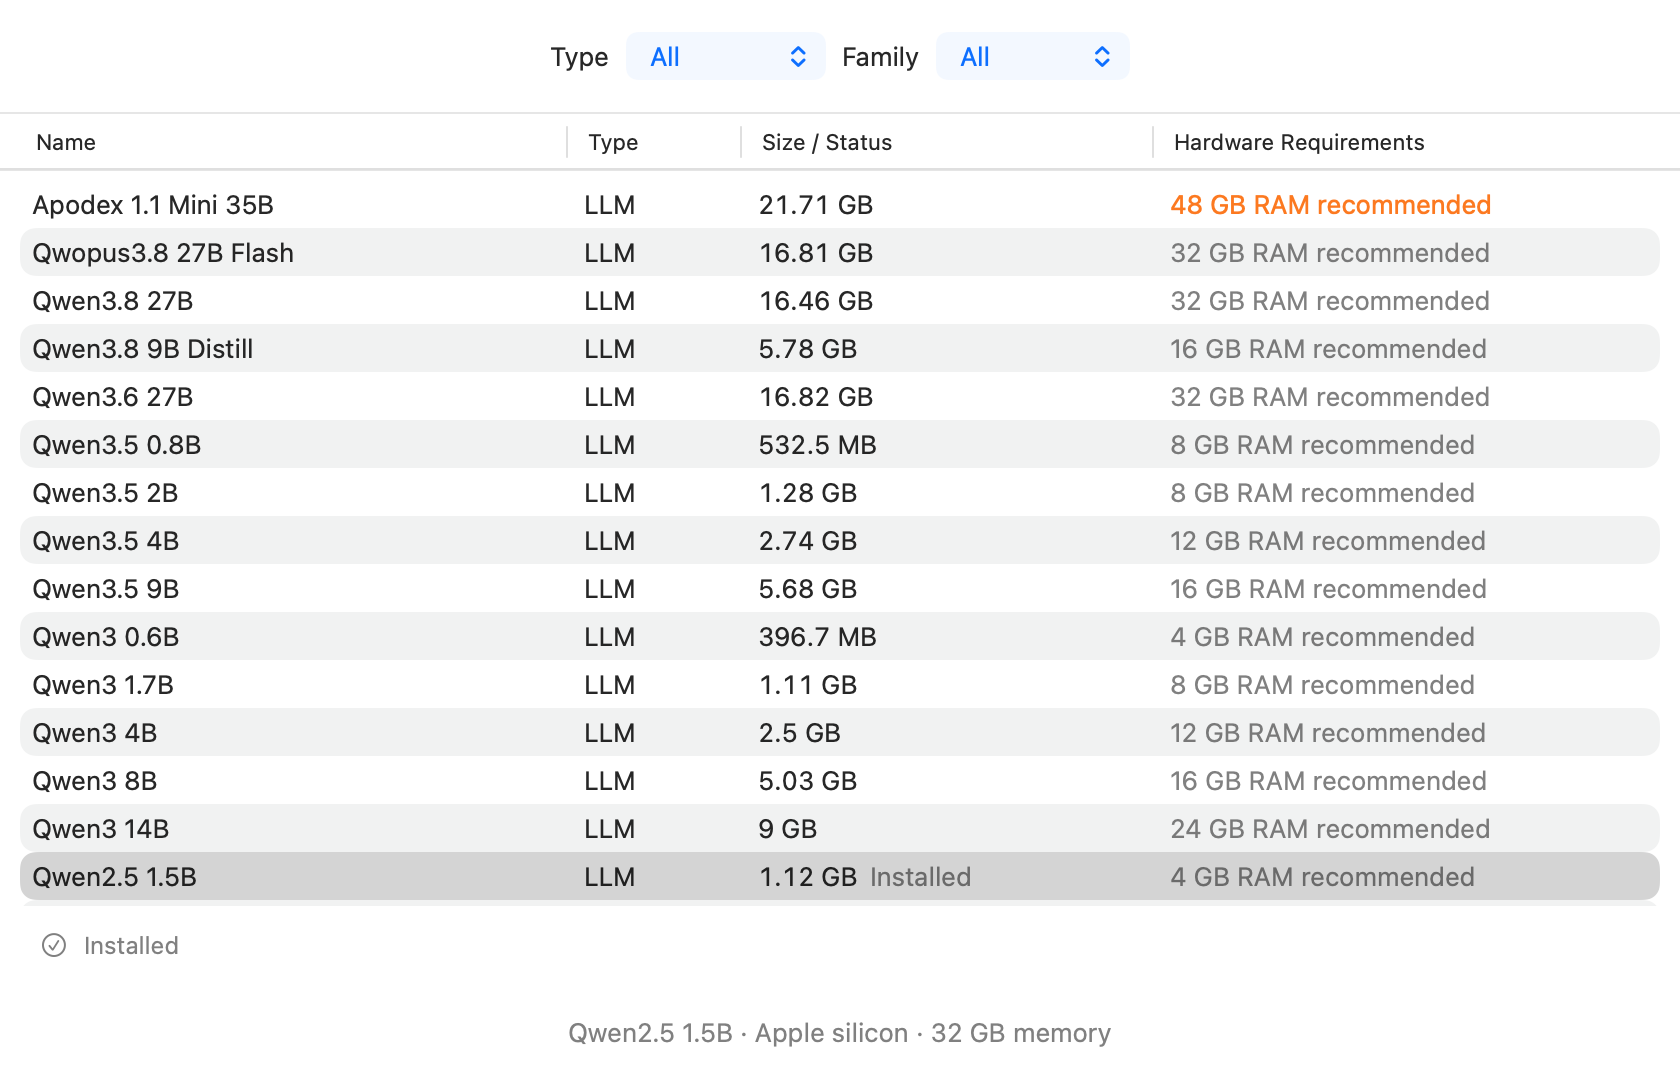 Type All Family All
Name Type Size / Status Hardware Requirements
Apodex 1.1 Mini 35B LLM 21.71 GB 48 GB RAM recommended
Qwopus3.8 27B Flash LLM 16.81 GB 32 GB RAM recommended
Qwen3.8 27B LLM 16.46 GB 32 GB RAM recommended
Qwen3.8 9B Distill LLM 5.78 GB 16 GB RAM recommended
Qwen3.6 27B LLM 16.82 GB 32 GB RAM recommended
Qwen3.5 0.8B LLM 532.5 MB 8 GB RAM recommended
Qwen3.5 2B LLM 1.28 GB 8 GB RAM recommended
Qwen3.5 4B LLM 2.74 GB 12 GB RAM recommended
Qwen3.5 9B LLM 5.68 GB 16 GB RAM recommended
Qwen3 0.6B LLM 396.7 MB 4 GB RAM recommended
Qwen3 1.7B LLM 1.11 GB 8 GB RAM recommended
Qwen3 4B LLM 2.5 GB 12 GB RAM recommended
Qwen3 8B LLM 5.03 GB 16 GB RAM recommended
Qwen3 14B LLM 9 GB 24 GB RAM recommended
Qwen2.5 1.5B LLM 1.12 GB Installed 4 GB RAM recommended
Installed
Qwen2.5 1.5B · Apple silicon · 32 GB memory